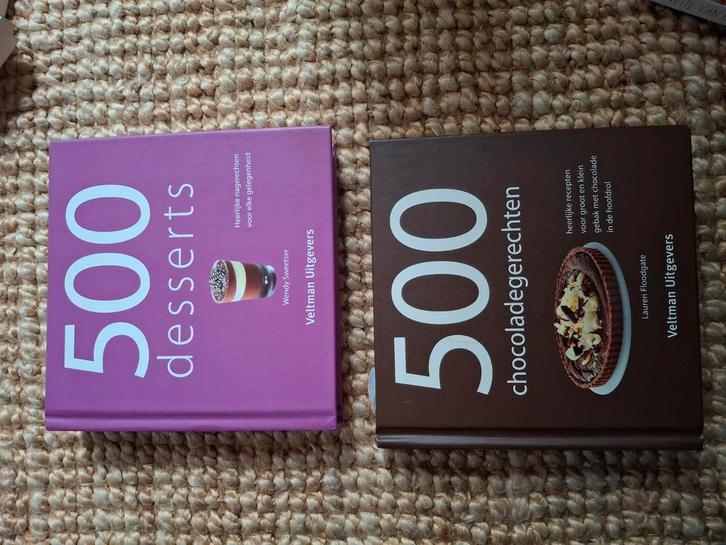 500
desserts
Heerlijke nagerechten
voor elke gelegenheid
Wendy Sweetser
Veltman Uitgevers
500
chocoladegerechten
heerlijke recepten
voor groot en klein
gebak met chocolade
in de hoofdrol
Lauren Floodgate
Veltman Uitgevers